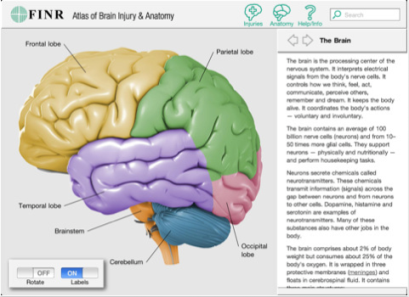 FINR Atlas of Brain Injury & Anatomy
Injuries Anatomy Help/Info
Search
Frontal lobe
Parietal lobe
Temporal lobe
Brainstem
Cerebellum
Occipital
lobe
OFF ON
Rotate Labels
The Brain
The brain is the processing center of the
nervous system. It interprets electrical
signals from the body's nerve cells. It
controls how we think, feel, act,
communicate, perceive others,
remember and dream. It keeps the body
alive. It coordinates the body's actions
— voluntary and involuntary.
The brain contains an average of 100
billion nerve cells (neurons) and from 10–
50 times more glial cells. They support
neurons — physically and nutritionally —
and perform housekeeping tasks.
Neurons secrete chemicals called
neurotransmitters. These chemicals
transmit information (signals) across the
gap between neurons and from neurons
to other cells. Dopamine, histamine and
serotonin are examples of
neurotransmitters. Many of these
substances also have other jobs in the
body.
The brain comprises about 2% of body
weight but consumes about 25% of the
body's oxygen. It is wrapped in three
protective membranes (meninges) and
floats in cerebrospinal fluid. It contains